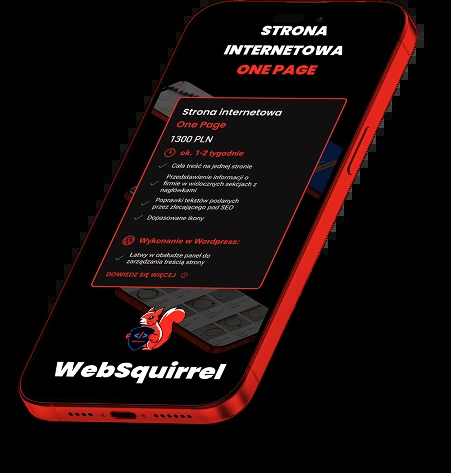 STRONA
INTERNETOWA
ONE PAGE
Strona internetowa
One Page
1300 PLN
ok. 1-2 tygodnie
Cała treść na jednej stronie
Przedstawienie informacji o
firmie w widocznych sekcjach z
nagłówkami
Poprawki tekstów podanych
przez zlecającego pod SEO
Dopasowane ikony
Wykonanie w Wordpress:
Łatwy w obsłudze panel do
zarządzania treścią strony
DOWIEDZ SIĘ WIĘCEJ
WebSquirrel